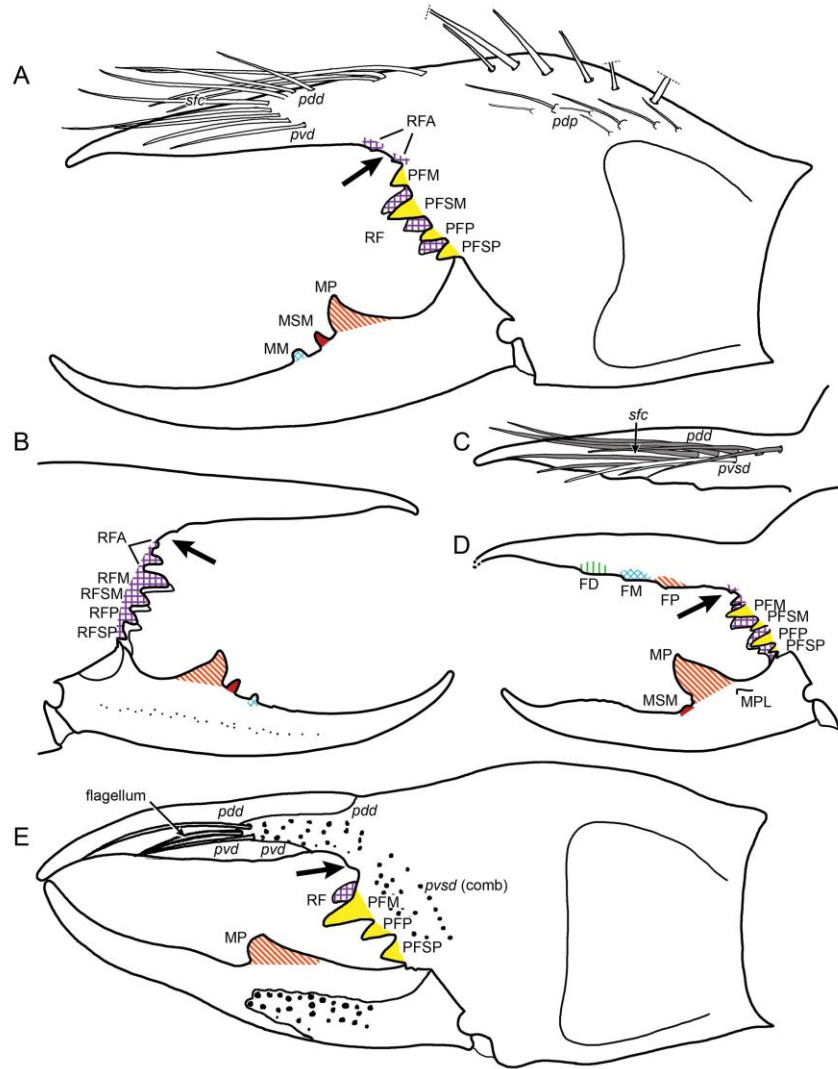 A
sfc
pdd
pvd
pdp
RFA
PFM
PFSM
RF
PFP
PFSP
MP
MSM
MM
B
RFA
RFM
RFSM
RFP
RFSP
C
sfc
pdd
pvsd
D
FD
FM
FP
PFM
PFSM
PFP
PFSP
MP
MSM
MPL
E
flagellum
pdd
pdd
pvd
pvd
pvsd (comb)
RF
PFM
PFP
PFSP
MP